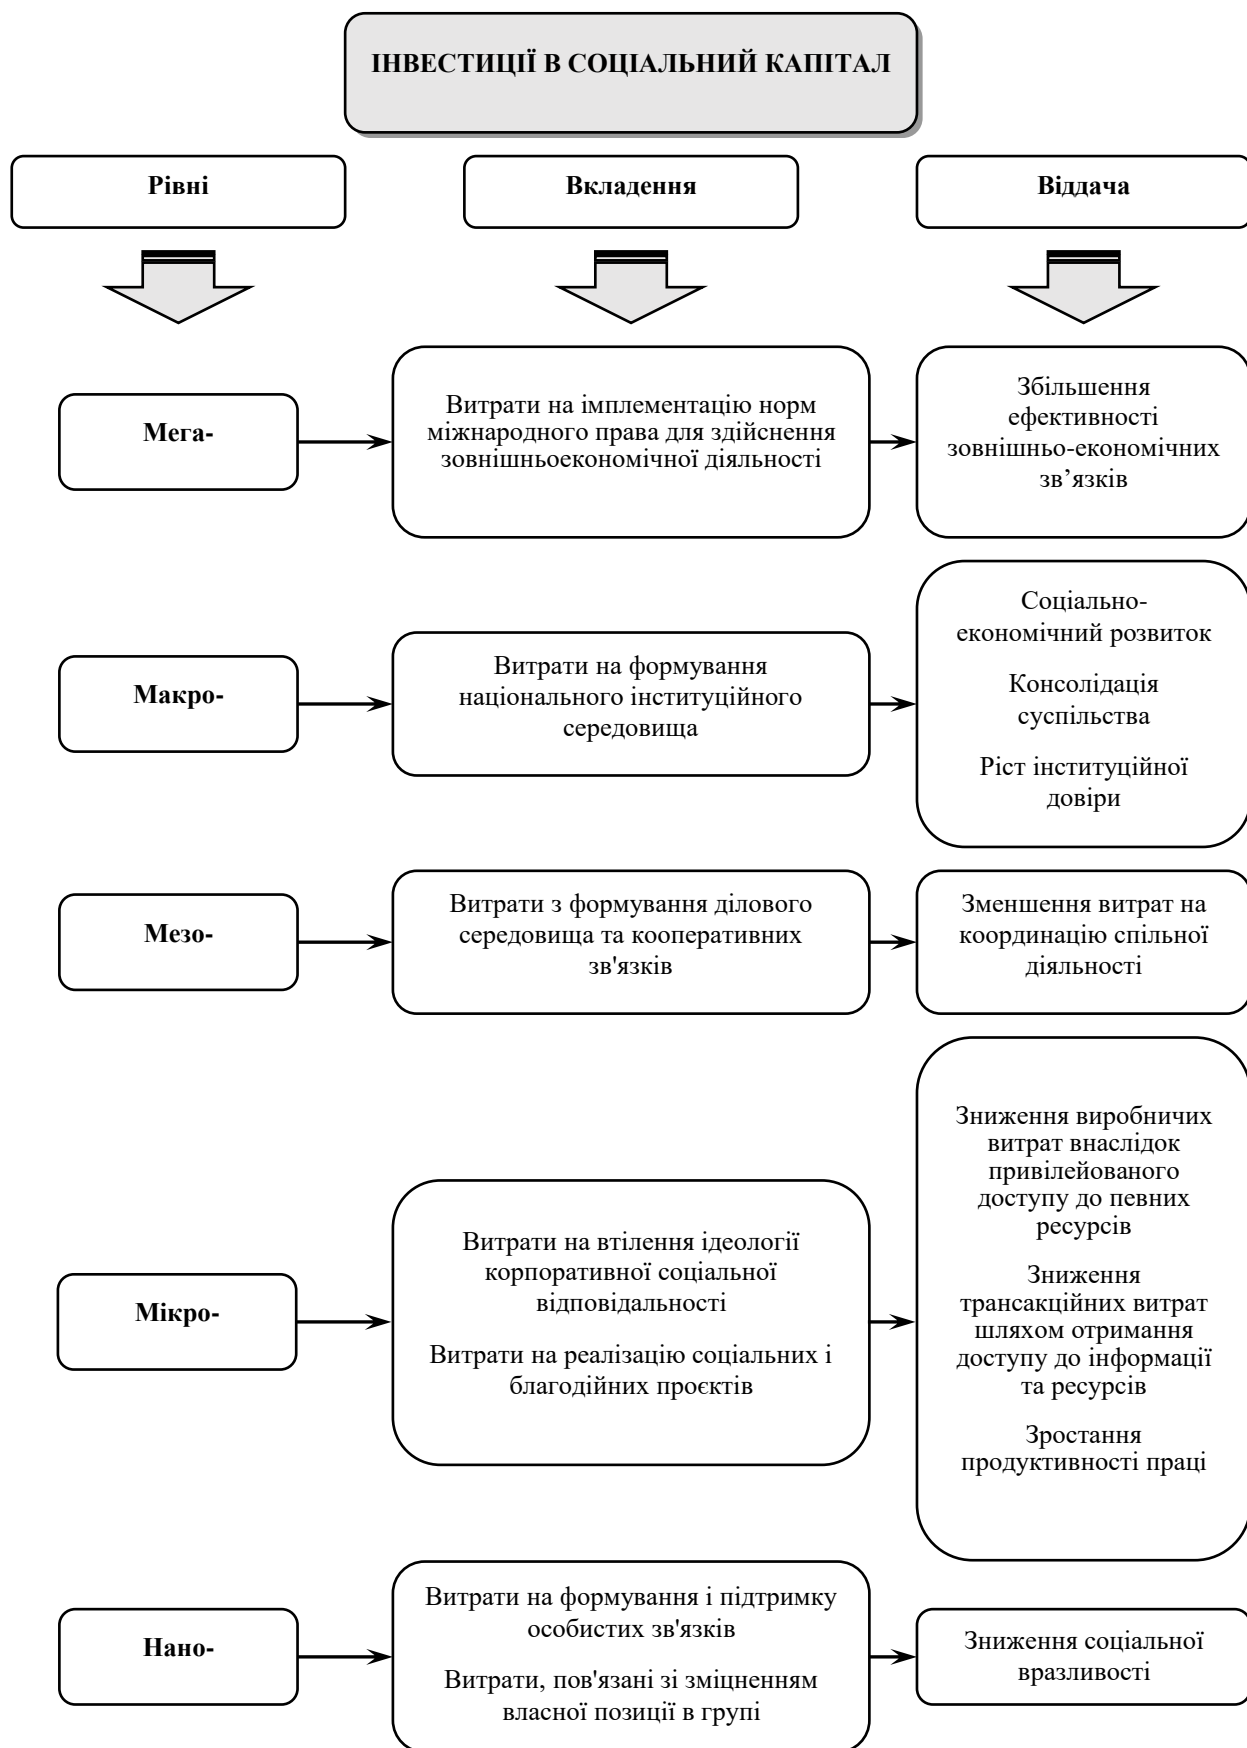 ІНВЕСТИЦІЇ В СОЦІАЛЬНИЙ КАПІТАЛ
Рівні
Вкладення
Віддача
Мега-
Витрати на імплементацію норм
міжнародного права для здійснення
зовнішньоекономічної діяльності
Збільшення
ефективності
зовнішньо-економічних
зв’язків
Макро-
Витрати на формування
національного інституційного
середовища
Соціально-
економічний розвиток
Консолідація
суспільства
Ріст інституційної
довіри
Мезо-
Витрати з формування ділового
середовища та кооперативних
зв'язків
Зменшення витрат на
координацію спільної
діяльності
Мікро-
Витрати на втілення ідеології
корпоративної соціальної
відповідальності
Витрати на реалізацію соціальних і
благодійних проєктів
Зниження виробничих
витрат внаслідок
привілейованого
доступу до певних
ресурсів
Зниження
трансакційних витрат
шляхом отримання
доступу до інформації
та ресурсів
Зростання
продуктивності праці
Нано-
Витрати на формування і підтримку
особистих зв'язків
Витрати, пов'язані зі зміцненням
власної позиції в групі
Зниження соціальної
вразливості